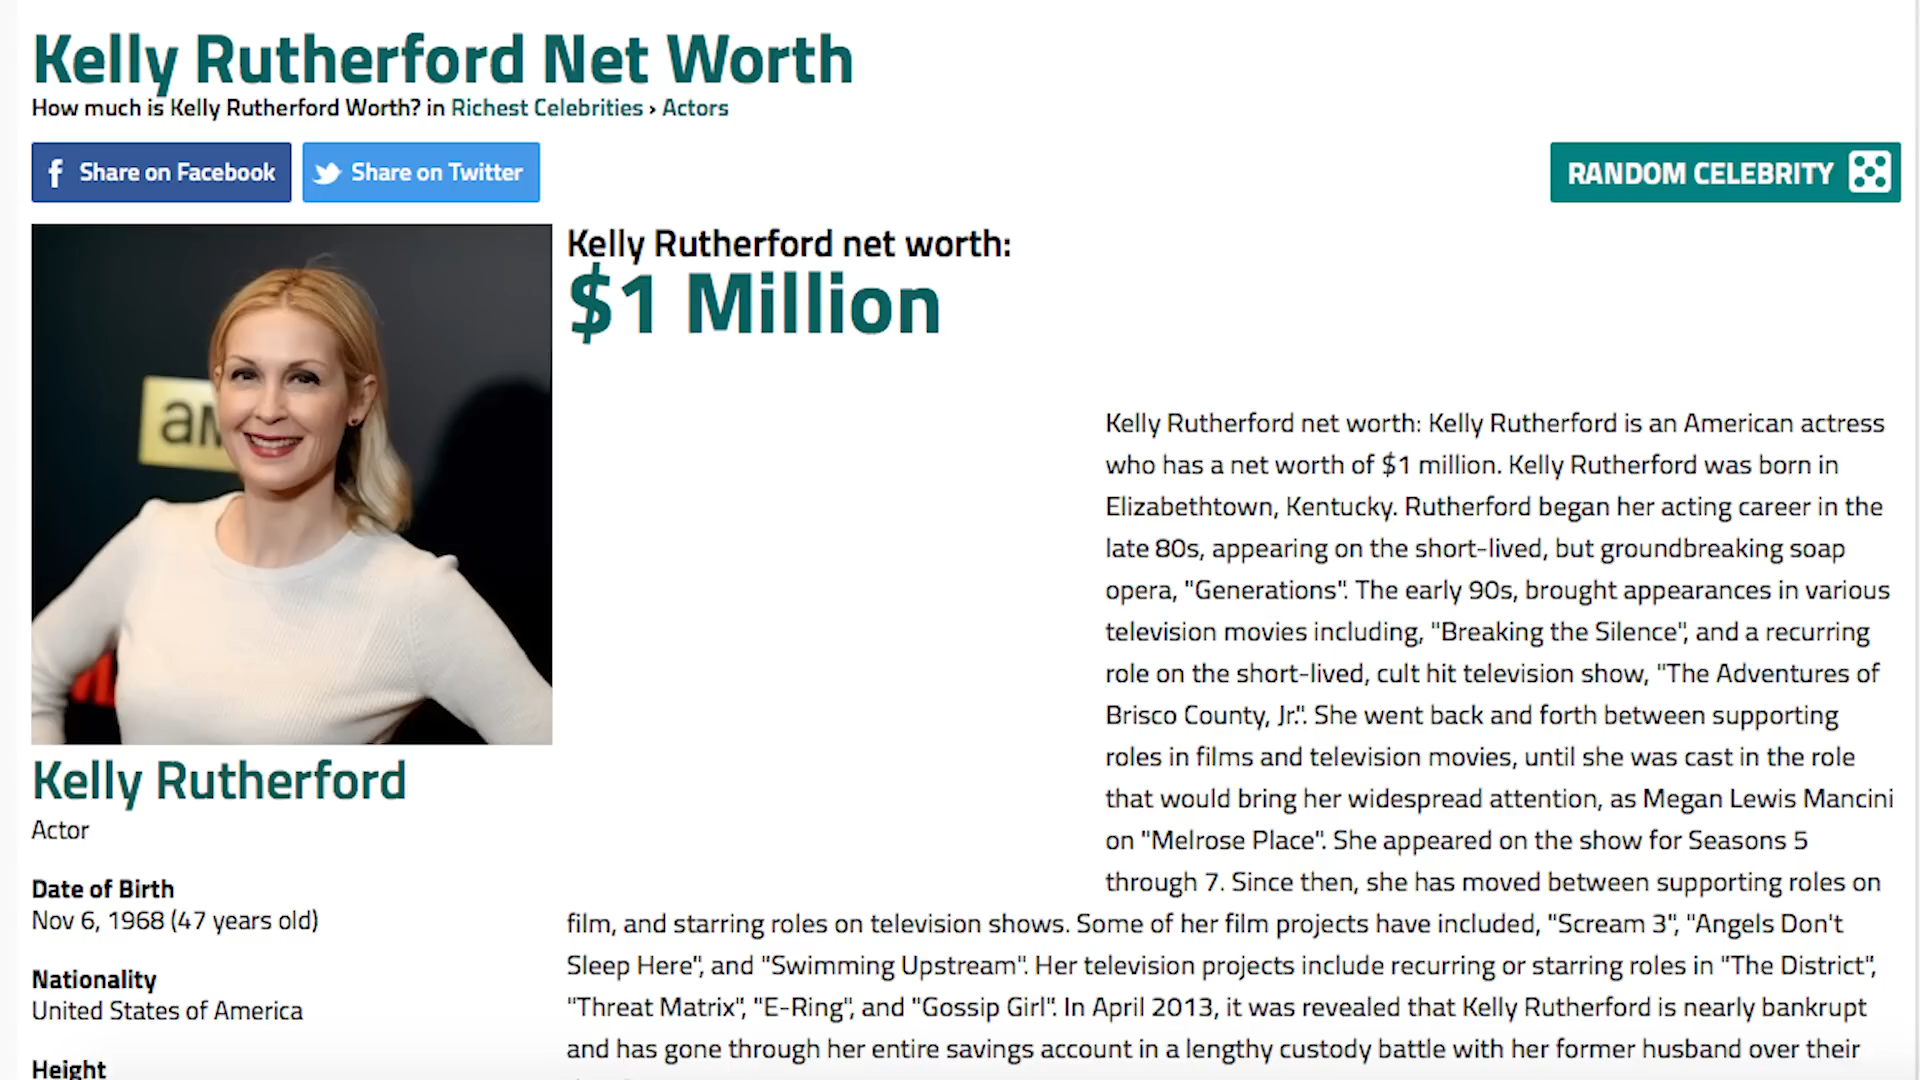 Kelly Rutherford Net Worth
How much is Kelly Rutherford Worth? in Richest Celebrities › Actors
f Share on Facebook
Share on Twitter
RANDOM CELEBRITY
Kelly Rutherford net worth:
$1 Million
Kelly Rutherford
Actor
Date of Birth
Nov 6, 1968 (47 years old)
Nationality
United States of America
Height
Kelly Rutherford net worth: Kelly Rutherford is an American actress
who has a net worth of $1 million. Kelly Rutherford was born in
Elizabethtown, Kentucky. Rutherford began her acting career in the
late 80s, appearing on the short-lived, but groundbreaking soap
opera, "Generations". The early 90s, brought appearances in various
television movies including, "Breaking the Silence", and a recurring
role on the short-lived, cult hit television show, "The Adventures of
Brisco County, Jr.". She went back and forth between supporting
roles in films and television movies, until she was cast in the role
that would bring her widespread attention, as Megan Lewis Mancini
on "Melrose Place". She appeared on the show for Seasons 5
through 7. Since then, she has moved between supporting roles on
film, and starring roles on television shows. Some of her film projects have included, "Scream 3", "Angels Don't
Sleep Here", and "Swimming Upstream". Her television projects include recurring or starring roles in "The District",
"Threat Matrix", "E-Ring", and "Gossip Girl". In April 2013, it was revealed that Kelly Rutherford is nearly bankrupt
and has gone through her entire savings account in a lengthy custody battle with her former husband over their